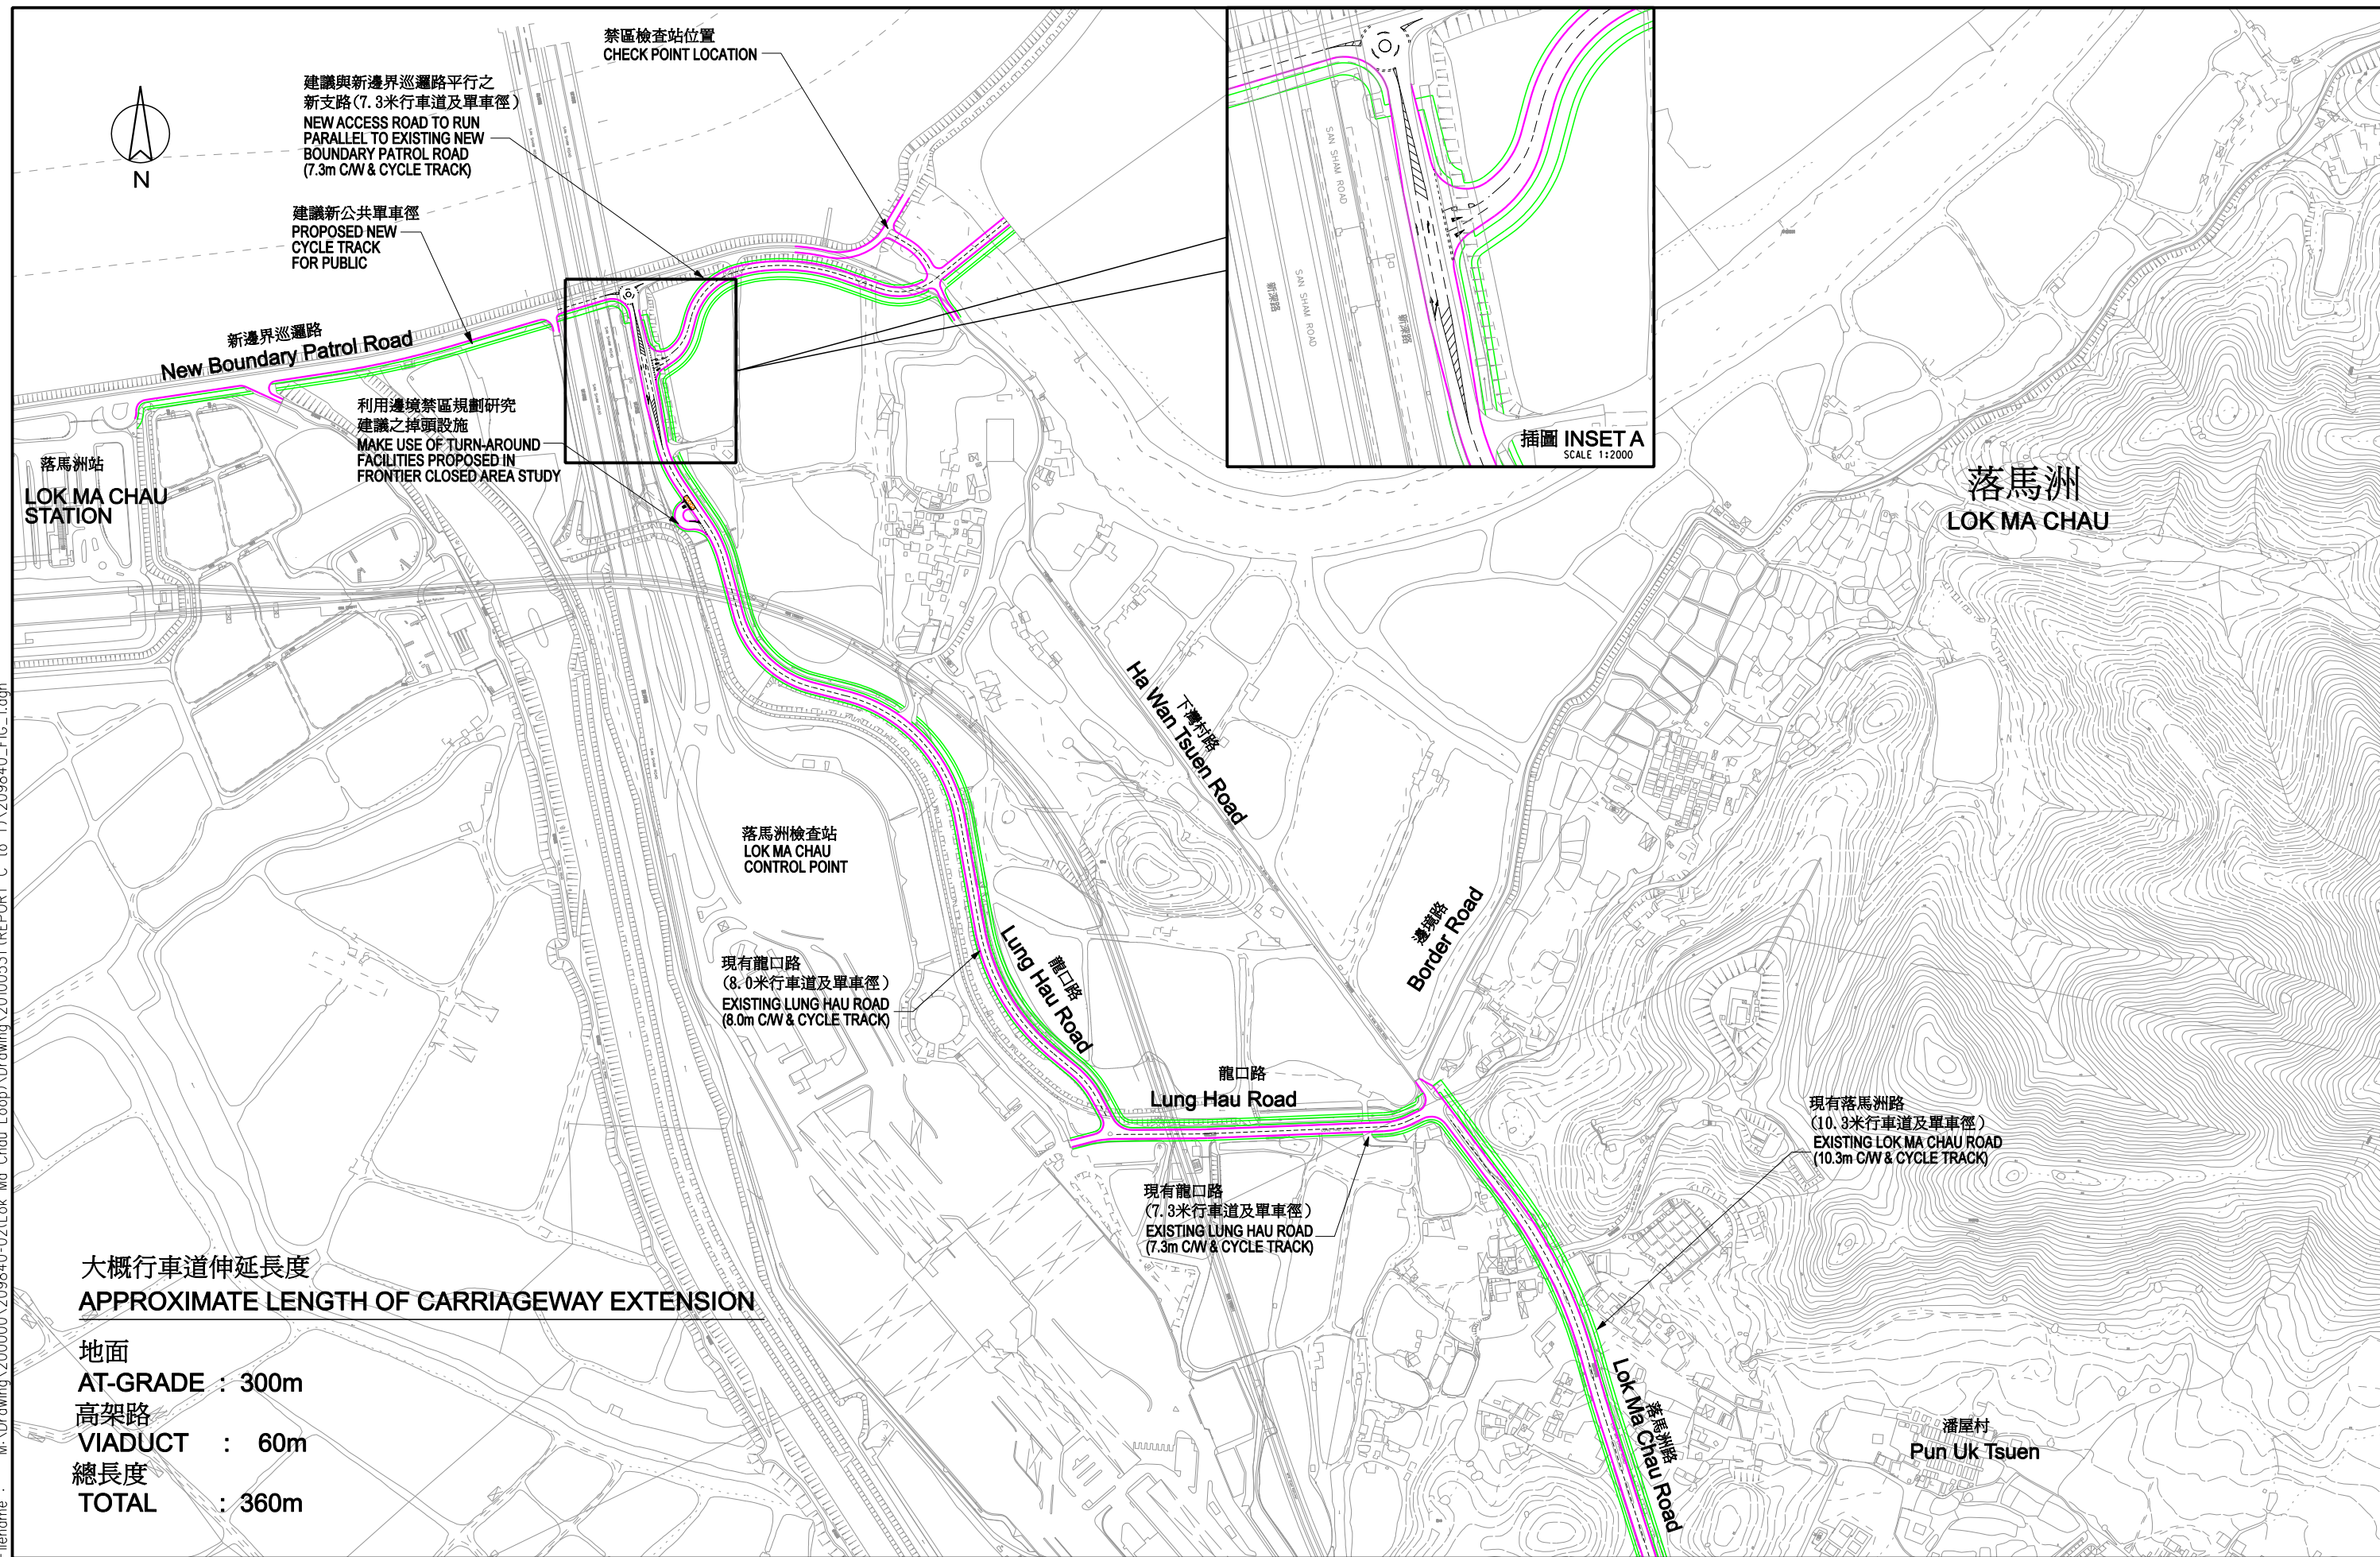 禁區檢查站位置
CHECK POINT LOCATION
建議與新邊界巡邏路平行之
新支路(7.3米行車道及單車徑)
NEW ACCESS ROAD TO RUN
PARALLEL TO EXISTING NEW
BOUNDARY PATROL ROAD
(7.3m C/W & CYCLE TRACK)
N
建議新公共單車徑
PROPOSED NEW
CYCLE TRACK
FOR PUBLIC
新邊界巡邏路
New Boundary Patrol Road
利用邊境禁區規劃研究
建議之掉頭設施
MAKE USE OF TURN-AROUND
FACILITIES PROPOSED IN
FRONTIER CLOSED AREA STUDY
落馬洲站
LOK MA CHAU
STATION
SAN SHAM ROAD
SAN SHAM ROAD
新深路
新深路
插圖 INSET A
SCALE 1:2000
落馬洲
LOK MA CHAU
下灣村路
Ha Wan Tsuen Road
邊境路
Border Road
落馬洲檢查站
LOK MA CHAU
CONTROL POINT
現有龍口路
(8.0米行車道及單車徑)
EXISTING LUNG HAU ROAD
(8.0m C/W & CYCLE TRACK)
龍口路
Lung Hau Road
龍口路
Lung Hau Road
現有落馬洲路
(10.3米行車道及單車徑)
EXISTING LOK MA CHAU ROAD
(10.3m C/W & CYCLE TRACK)
現有龍口路
(7.3米行車道及單車徑)
EXISTING LUNG HAU ROAD
(7.3m C/W & CYCLE TRACK)
落馬洲路
Lok Ma Chau Road
潘屋村
Pun Uk Tsuen
大概行車道伸延長度
APPROXIMATE LENGTH OF CARRIAGEWAY EXTENSION
地面
AT-GRADE : 300m
高架路
VIADUCT : 60m
總長度
TOTAL : 360m